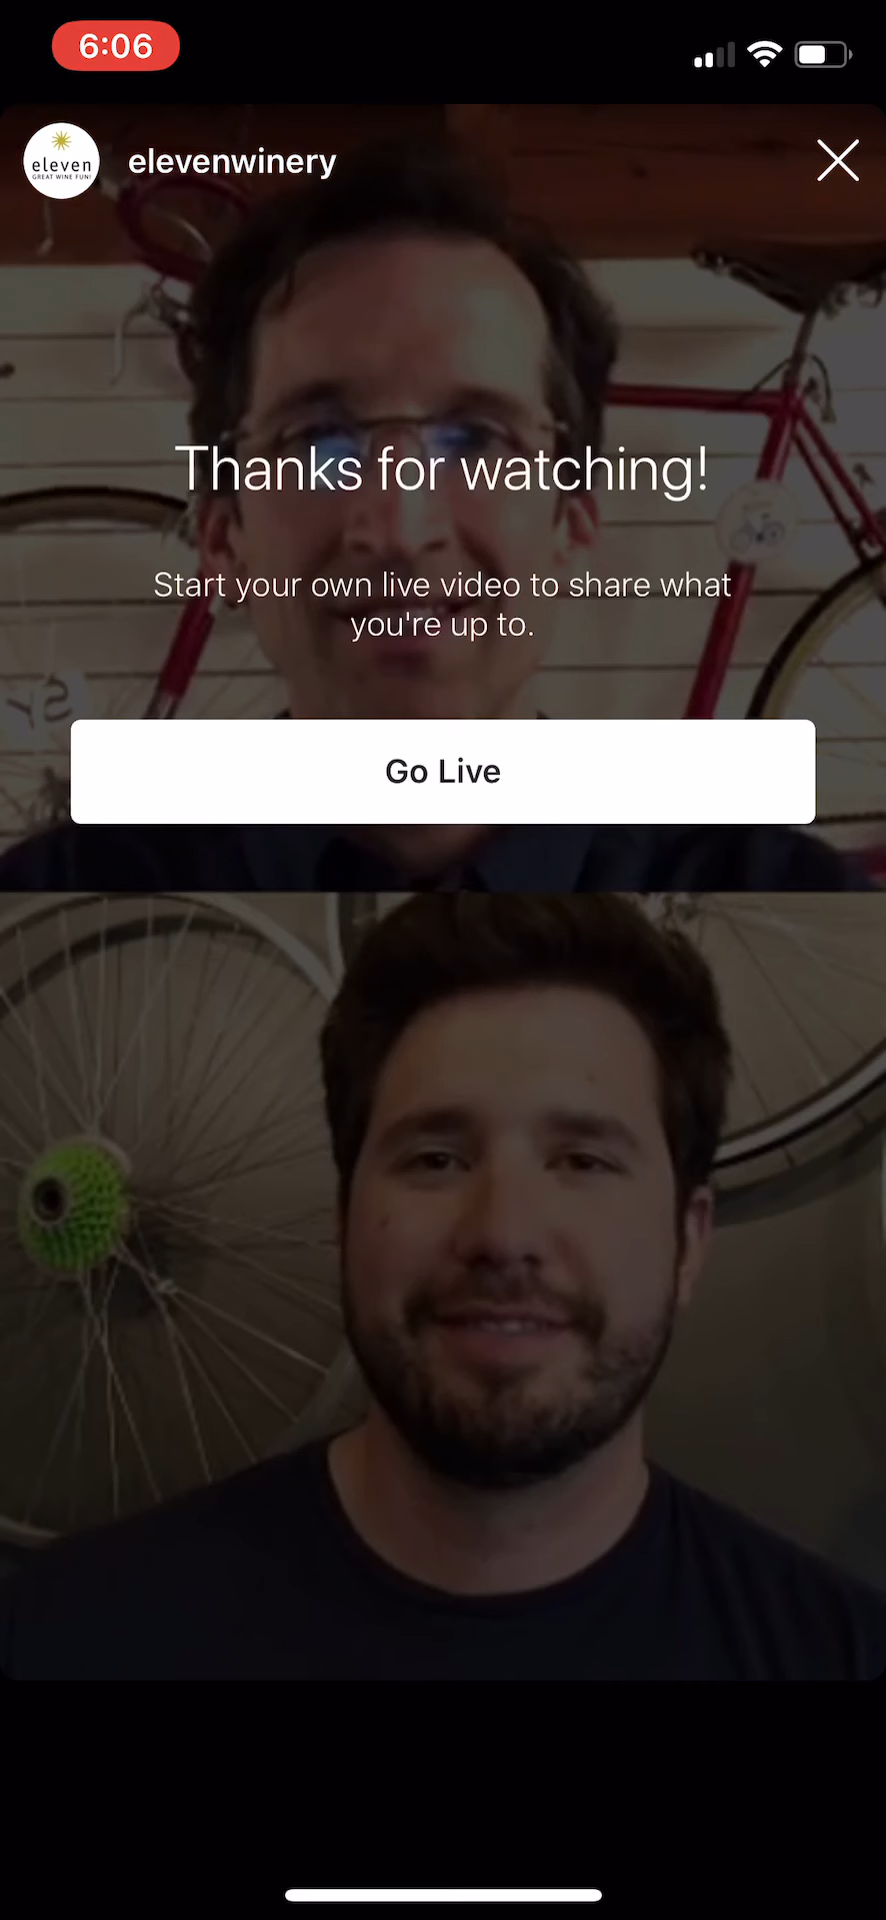 6:06
eleven
GREAT WINE FUN!
elevenwinery
Thanks for watching!
Start your own live video to share what
you're up to.
Go Live